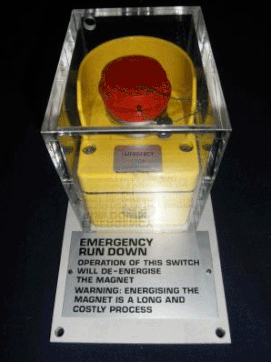 EMERGENCY
EMERGENCY
RUN DOWN
OPERATION OF THIS SWITCH
WILL DE-ENERGISE
THE MAGNET
WARNING: ENERGISING THE
MAGNET IS A LONG AND
COSTLY PROCESS